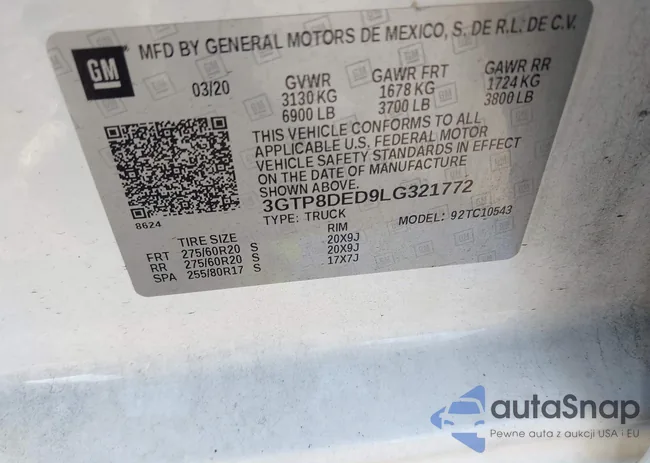 GM
MFD BY GENERAL MOTORS DE MEXICO, S. DE R.L. DE C.V.
03/20 GVWR GAWR FRT GAWR RR
3130 KG 1678 KG 1724 KG
6900 LB 3700 LB 3800 LB
THIS VEHICLE CONFORMS TO ALL
APPLICABLE U.S. FEDERAL MOTOR
VEHICLE SAFETY STANDARDS IN EFFECT
ON THE DATE OF MANUFACTURE
SHOWN ABOVE.
3GTP8DED9LG321772
8624
TYPE: TRUCK MODEL: 92TC10543
TIRE SIZE RIM
FRT 275/60R20 S 20X9J
RR 275/60R20 S 20X9J
SPA 255/80R17 S 17X7J
autaSnap
Pewne auta z aukcji USA i EU